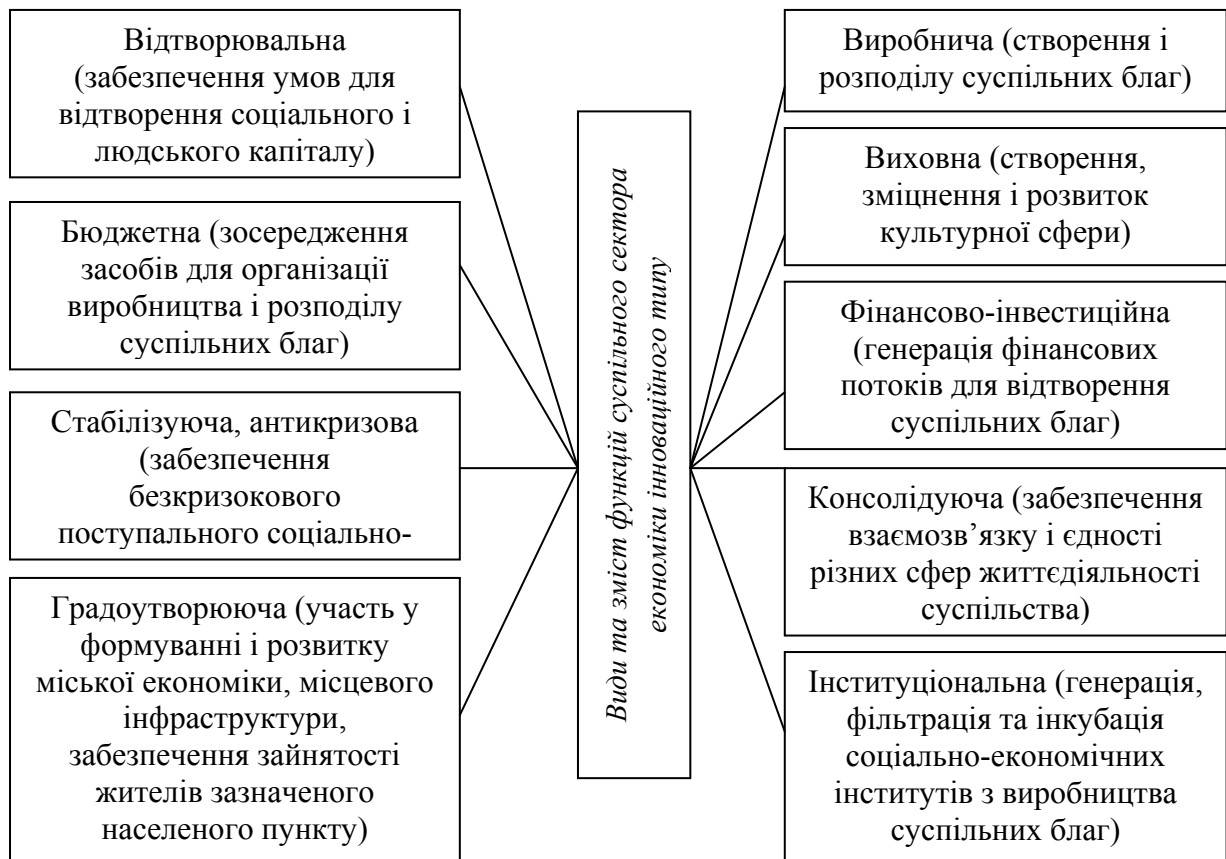 Відтворювальна
(забезпечення умов для
відтворення соціального і
людського капіталу)
Бюджетна (зосередження
засобів для організації
виробництва і розподілу
суспільних благ)
Стабілізуюча, антикризова
(забезпечення
безкризокового
поступального соціально-
Градоутворююча (участь у
формуванні і розвитку
міської економіки, місцевого
інфраструктури,
забезпечення зайнятості
жителів зазначеного
населеного пункту)
Види та зміст функцій суспільного сектора
економіки інноваційного типу
Виробнича (створення і
розподілу суспільних благ)
Виховна (створення,
зміцнення і розвиток
культурної сфери)
Фінансово-інвестиційна
(генерація фінансових
потоків для відтворення
суспільних благ)
Консолідуюча (забезпечення
взаємозв’язку і єдності
різних сфер життєдіяльності
суспільства)
Інституціональна (генерація,
фільтрація та інкубація
соціально-економічних
інститутів з виробництва
суспільних благ)